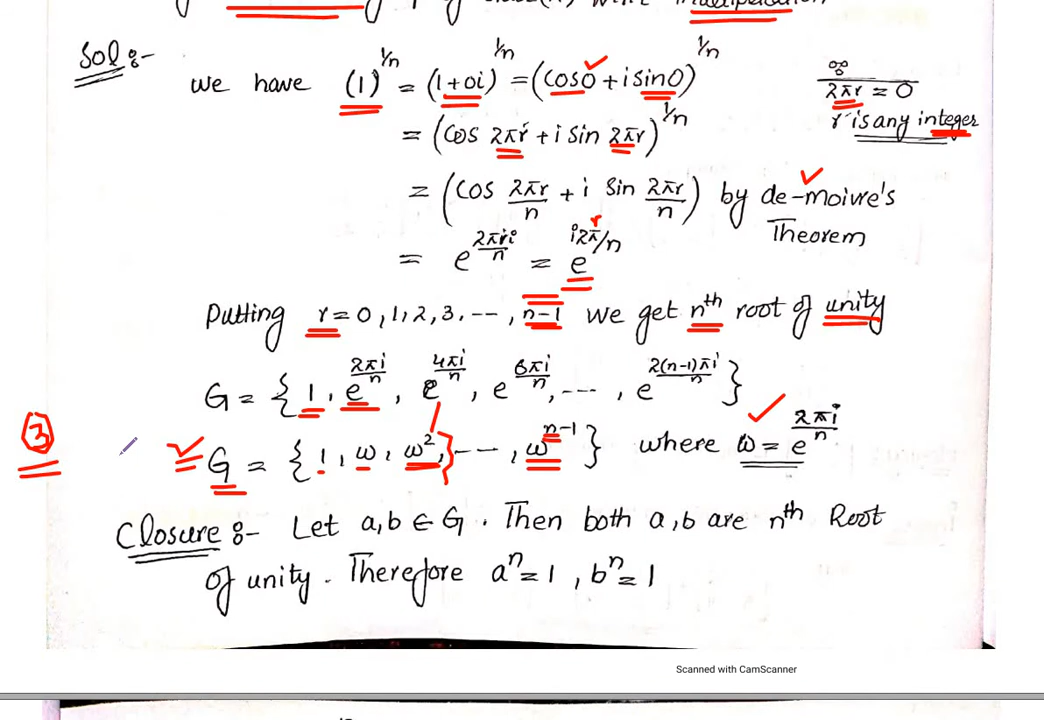 Sol:-
we have (1)^1/n = (1+0i)^1/n = (cos0 + i sin0)^1/n
∵ 2πr = 0
r is any integer
= (cos 2πr + i sin 2πr)^1/n
= (cos 2πr/n + i sin 2πr/n) by de-moivre's Theorem
= e^2πri/n = e^i2πr/n
Putting r = 0,1,2,3,--, n-1 we get nth root of unity
G = {1, e^2πi/n, e^4πi/n, e^6πi/n, ---, e^2(n-1)πi/n}
③ G = {1, ω, ω², --, ω^n-1} where ω = e^2πi/n
Closure:- Let a,b ∈ G. Then both a,b are nth Root
of unity. Therefore a^n = 1, b^n = 1
Scanned with CamScanner